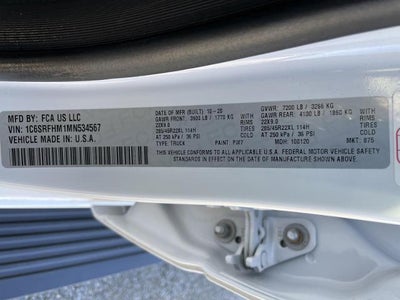 MFD BY: FCA US LLC
VIN: 1C6SRFHM1MN534567
VEHICLE MADE IN U.S.A.
DATE OF MFR (BUILT) 10-20
GAWR FRONT: 3900 LB / 1770 KG
RIMS
22X9.0
TIRES
285/45R22XL 114H
COLD
AT 250 kPa / 36 PSI
TYPE: TRUCK
PAINT: PW7
GVWR: 7200 LB / 3266 KG
GAWR REAR: 4100 LB / 1860 KG
RIMS
22X9.0
TIRES
285/45R22XL 114H
COLD
AT 250 kPa / 36 PSI
MDH: 100120
MKT: 875
THIS VEHICLE CONFORMS TO ALL APPLICABLE U.S.A. FEDERAL MOTOR VEHICLE SAFETY
STANDARDS IN EFFECT ON THE DATE OF MANUFACTURE SHOWN ABOVE